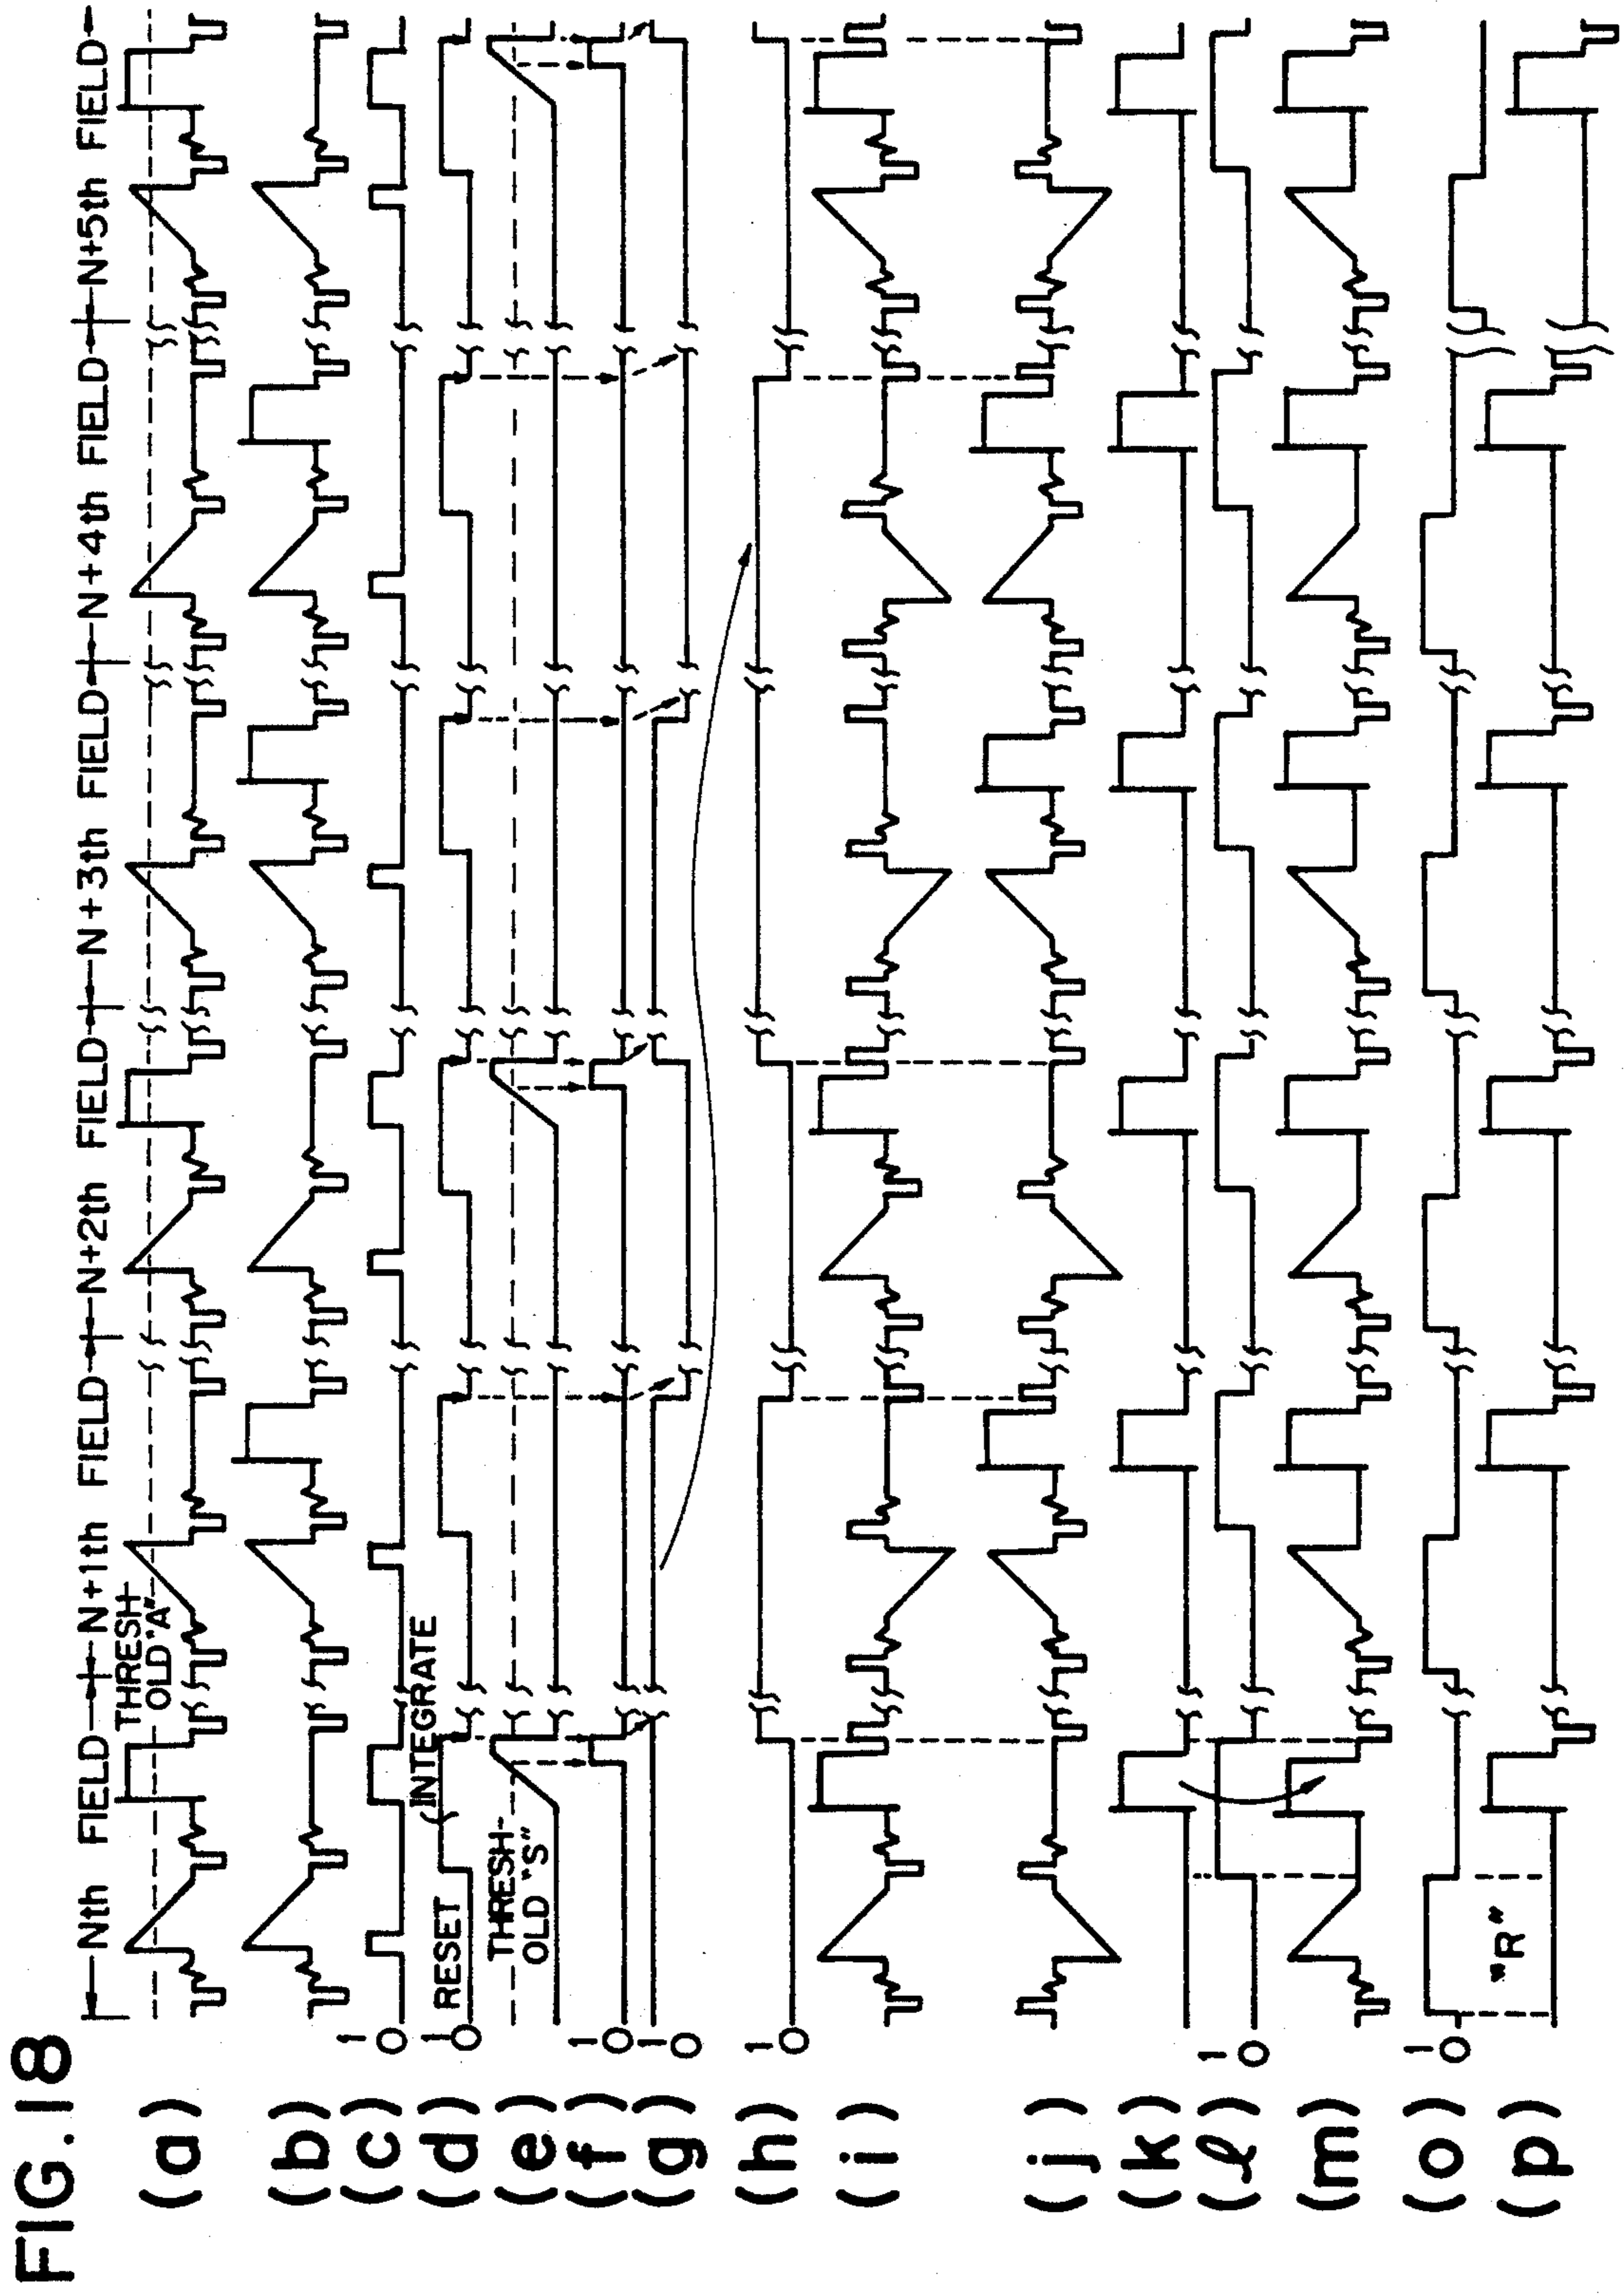 FIG.18
Nth FIELD
N+1th FIELD
N+2th FIELD
N+3th FIELD
N+4th FIELD
N+5th FIELD
(a)
THRESH-
OLD "A"
(b)
(c)
1
0
(d)
1
0
RESET
INTEGRATE
(e)
THRESH-
OLD "S"
(f)
1
0
(g)
1
0
(h)
1
0
(i)
(j)
(k)
(ℓ)
1
0
(m)
(o)
1
0
"R"
(p)